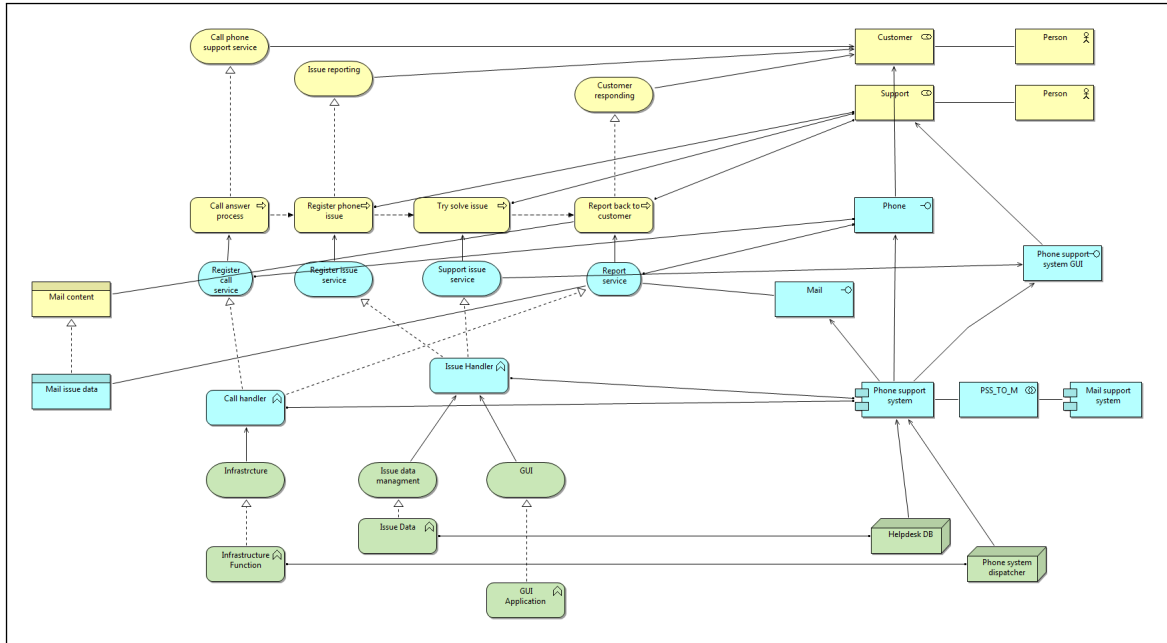 Call phone
support service
Customer
Person
Issue reporting
Customer
responding
Support
Person
Call answer
process
Register phone
issue
Try solve issue
Report back to
customer
Phone
Register
call
service
Register issue
service
Support issue
service
Report
service
Phone support
system GUI
Mail content
Mail
Mail issue data
Issue Handler
Call handler
Phone support
system
PSS_TO_M
Mail support
system
Infrastrcture
Issue data
managment
GUI
Issue Data
Helpdesk DB
Infrastructure
Function
Phone system
dispatcher
GUI
Application